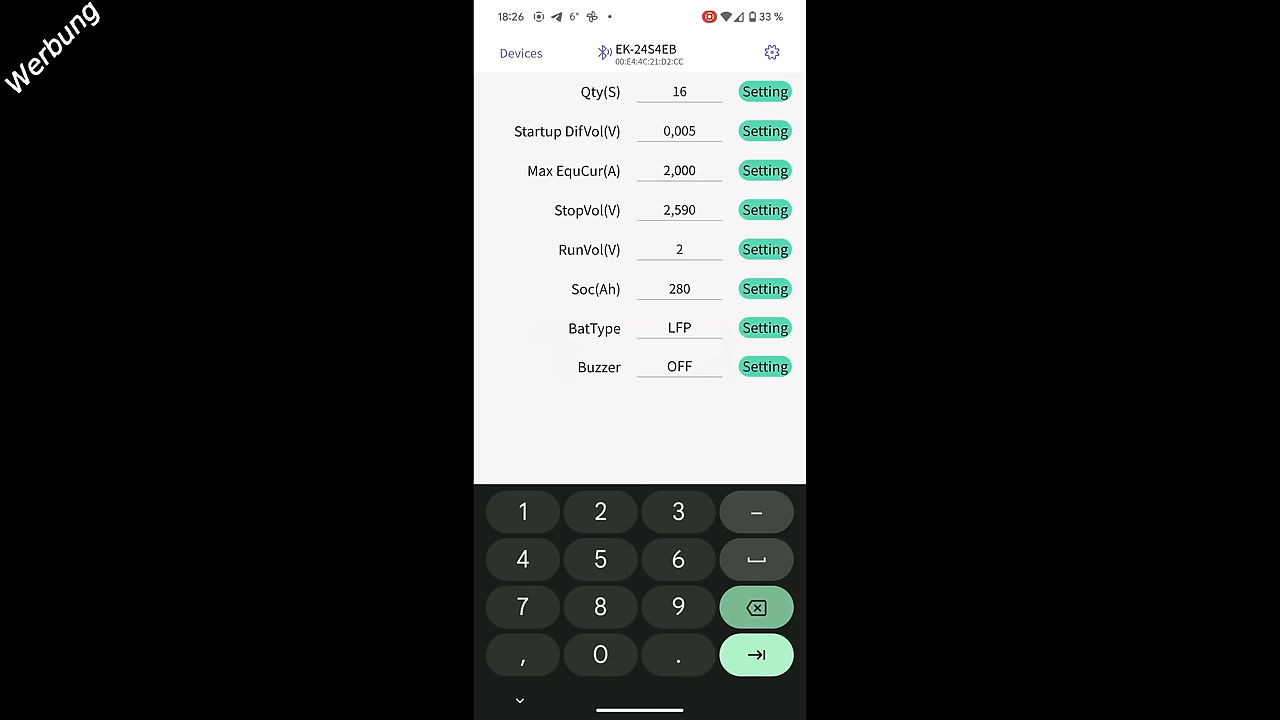 Werbung
18:26 6° 33 %
Devices EK-24S4EB
00:E4:4C:21:D2:CC
Qty(S) 16 Setting
Startup DifVol(V) 0,005 Setting
Max EquCur(A) 2,000 Setting
StopVol(V) 2,590 Setting
RunVol(V) 2 Setting
Soc(Ah) 280 Setting
BatType LFP Setting
Buzzer OFF Setting
1 2 3 –
4 5 6
7 8 9
, 0 .